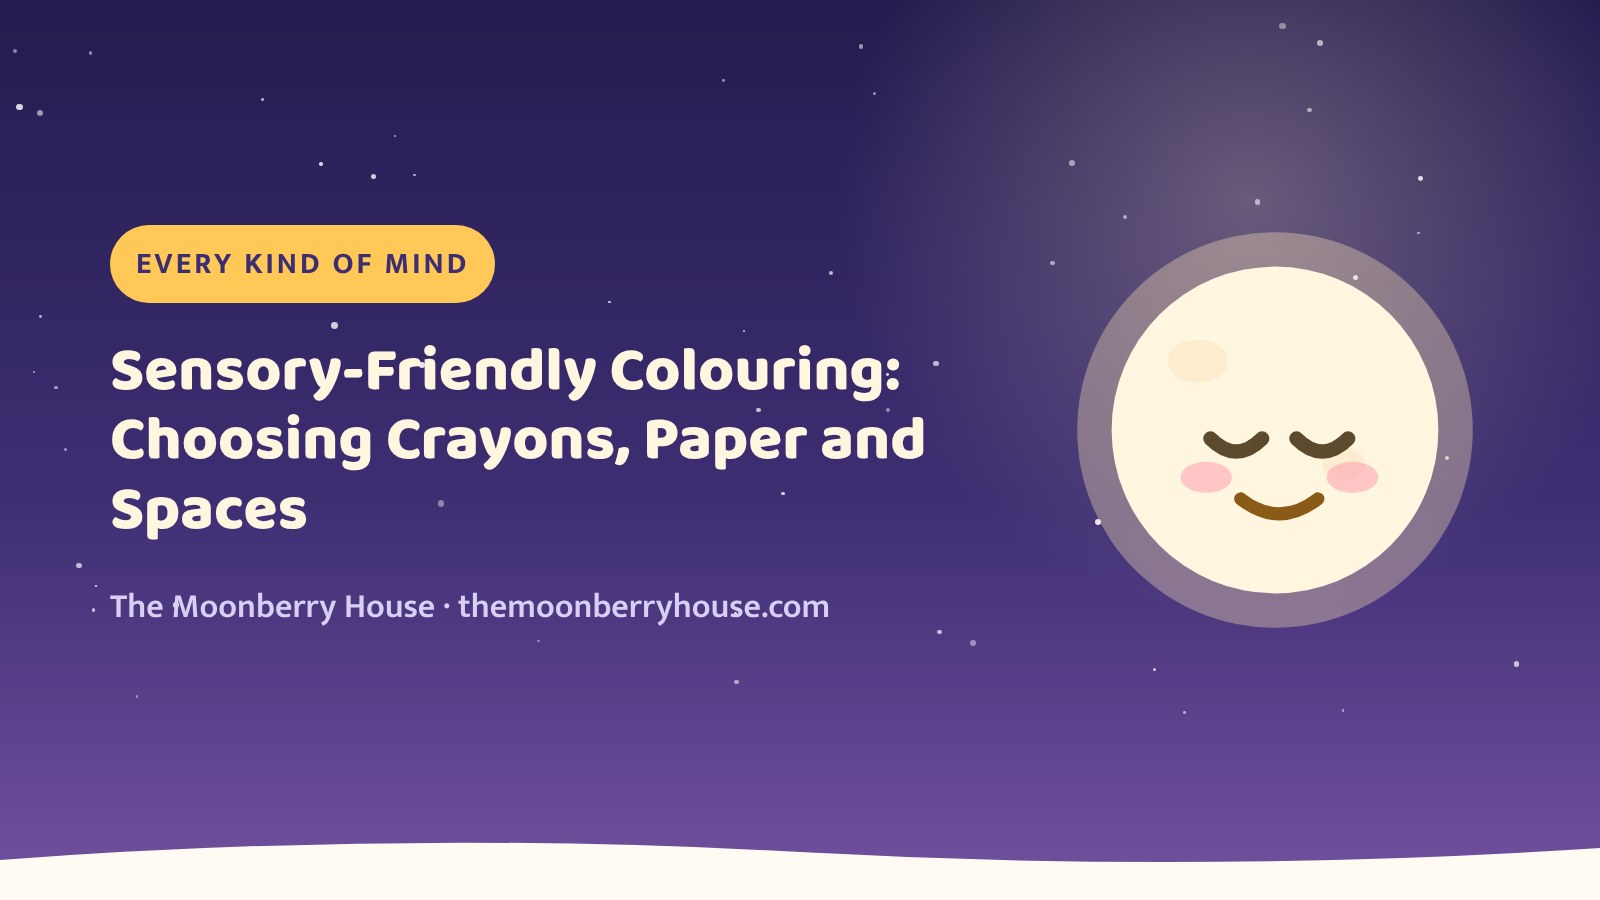 EVERY KIND OF MIND
Sensory-Friendly Colouring:
Choosing Crayons, Paper and
Spaces
The Moonberry House · themoonberryhouse.com